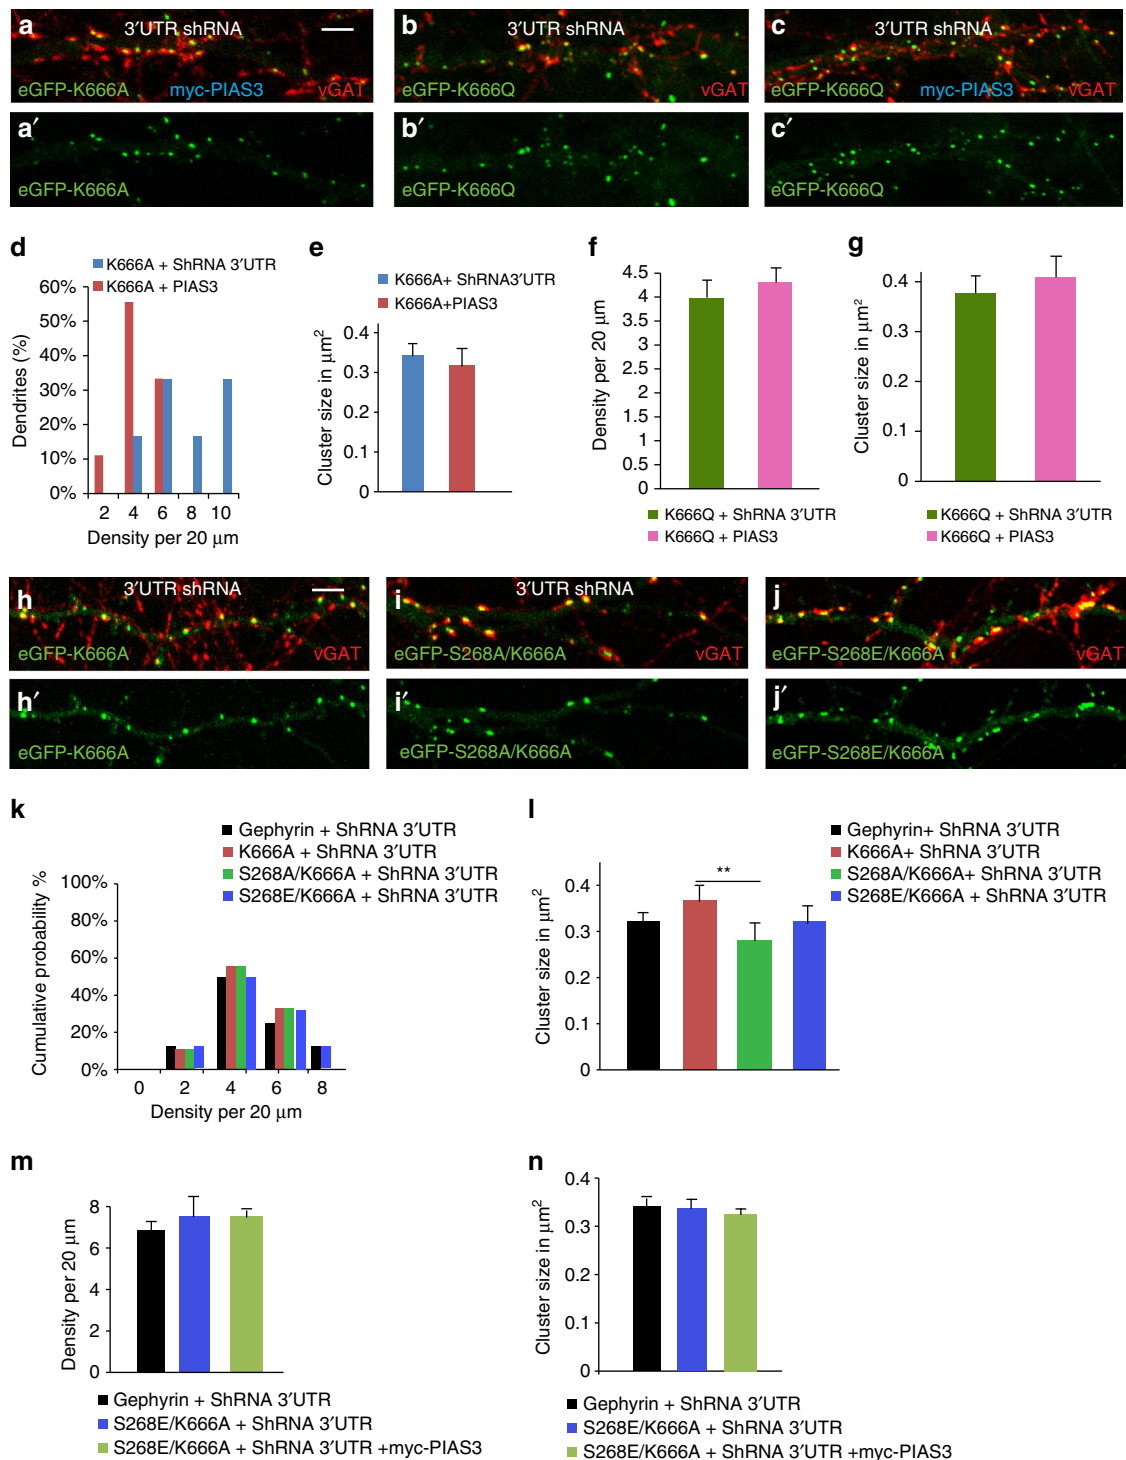 a
3′UTR shRNA
eGFP-K666A
myc-PIAS3
vGAT
b
3′UTR shRNA
eGFP-K666Q
vGAT
c
3′UTR shRNA
eGFP-K666Q
myc-PIAS3
vGAT
a′
eGFP-K666A
b′
eGFP-K666Q
c′
eGFP-K666Q
d
K666A + ShRNA 3′UTR
K666A + PIAS3
60%
50%
40%
30%
20%
10%
0%
Dendrites (%)
2 4 6 8 10
Density per 20 μm
e
K666A+ ShRNA3′UTR
K666A+PIAS3
0.4
0.3
0.2
0.1
0
Cluster size in μm²
f
4.5
4
3.5
3
2.5
2
1.5
1
0.5
0
Density per 20 μm
K666Q + ShRNA 3′UTR
K666Q + PIAS3
g
0.4
0.3
0.2
0.1
0
Cluster size in μm²
K666Q + ShRNA 3′UTR
K666Q + PIAS3
h
3′UTR shRNA
eGFP-K666A
vGAT
i
3′UTR shRNA
eGFP-S268A/K666A
vGAT
j
eGFP-S268E/K666A
vGAT
h′
eGFP-K666A
i′
eGFP-S268A/K666A
j′
eGFP-S268E/K666A
k
Gephyrin + ShRNA 3′UTR
K666A + ShRNA 3′UTR
S268A/K666A + ShRNA 3′UTR
S268E/K666A + ShRNA 3′UTR
100%
80%
60%
40%
20%
0%
Cumulative probability %
0 2 4 6 8
Density per 20 μm
l
Gephyrin+ ShRNA 3′UTR
K666A+ ShRNA 3′UTR
S268A/K666A+ ShRNA 3′UTR
S268E/K666A + ShRNA 3′UTR
**
0.4
0.3
0.2
0.1
0
Cluster size in μm²
m
8
6
4
2
0
Density per 20 μm
Gephyrin + ShRNA 3′UTR
S268E/K666A + ShRNA 3′UTR
S268E/K666A + ShRNA 3′UTR +myc-PIAS3
n
0.4
0.3
0.2
0.1
0
Cluster size in μm²
Gephyrin + ShRNA 3′UTR
S268E/K666A + ShRNA 3′UTR
S268E/K666A + ShRNA 3′UTR +myc-PIAS3